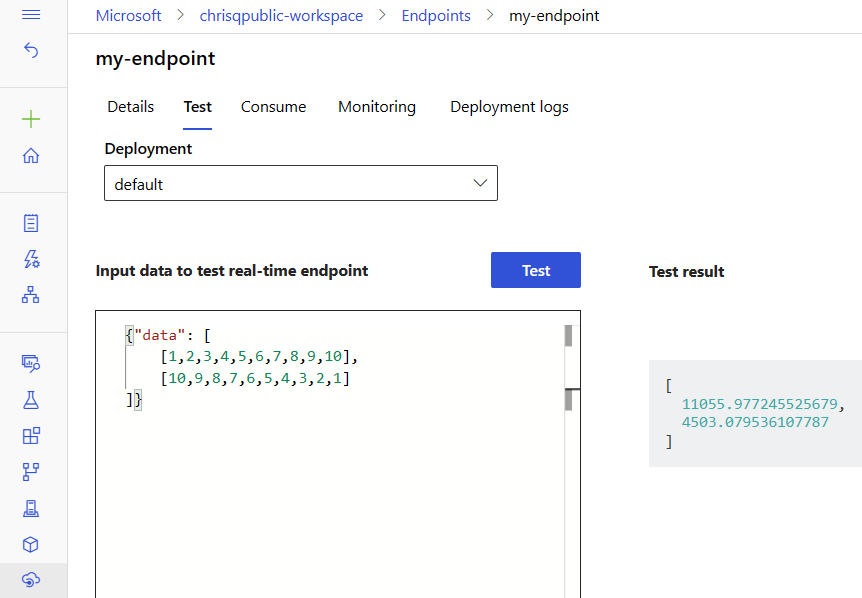 Microsoft > chrisqpublic-workspace > Endpoints > my-endpoint
my-endpoint
Details Test Consume Monitoring Deployment logs
Deployment
default
Input data to test real-time endpoint
Test
Test result
{"data": [
[1,2,3,4,5,6,7,8,9,10],
[10,9,8,7,6,5,4,3,2,1]
]}
[
11055.977245525679,
4503.079536107787
]